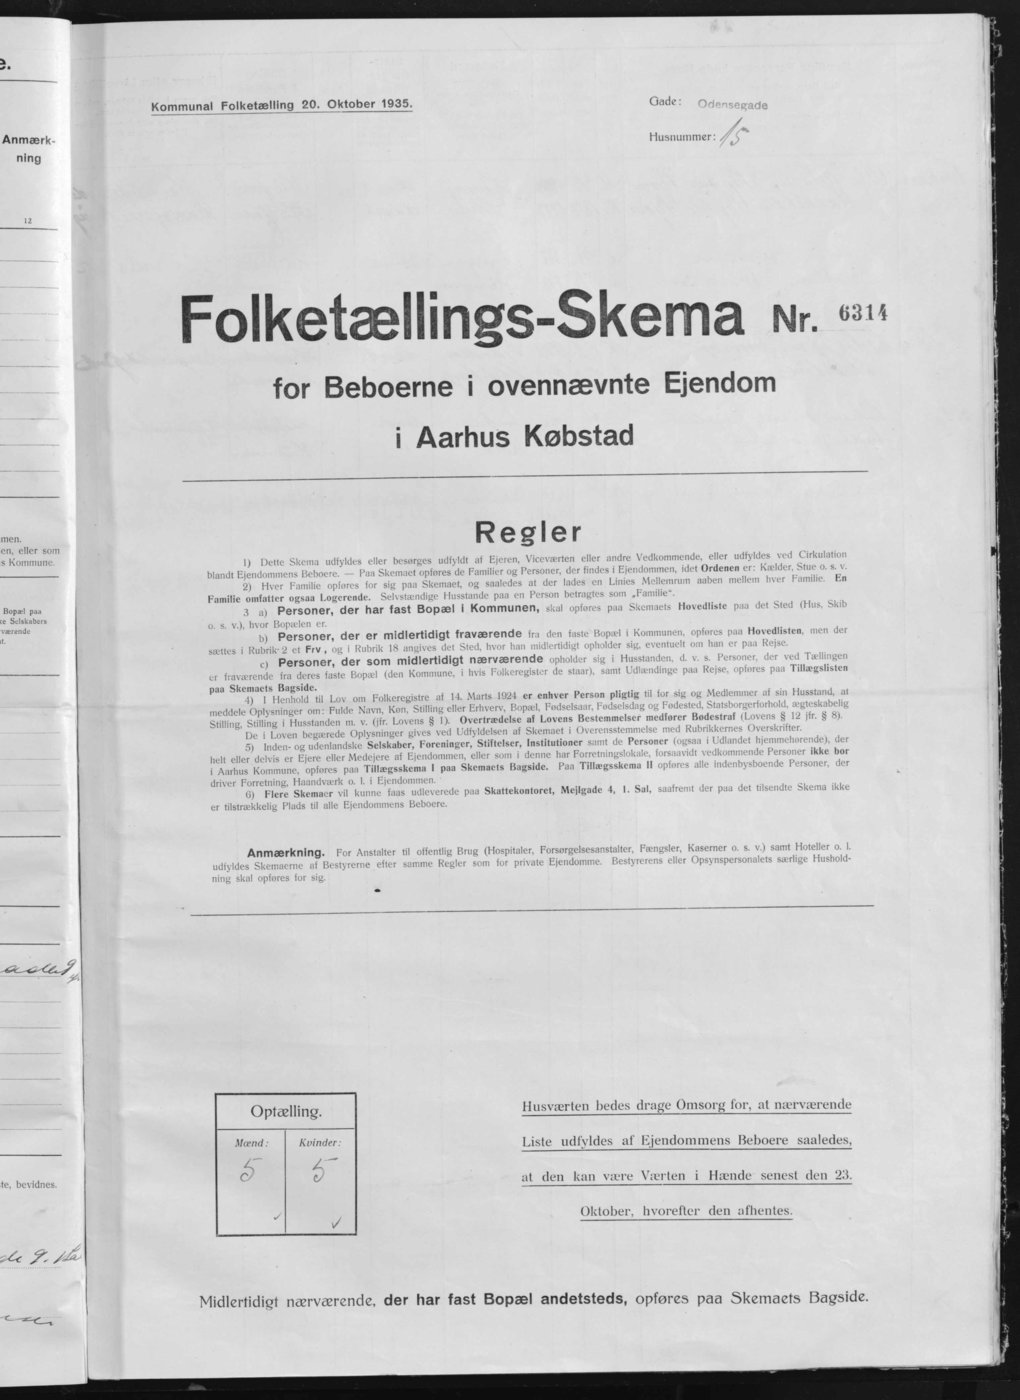 e.
Anmærk-
ning
12
men.
en, eller som
s Kommune.
Bopæl paa
ke Selskabers
værende
t.
te, bevidnes.
Kommunal Folketælling 20. Oktober 1935.
Gade: Odensegade
Husnummer: 15
Folketællings-Skema Nr. 6314
for Beboerne i ovennævnte Ejendom
i Aarhus Købstad
Regler
1) Dette Skema udfyldes eller besørges udfyldt af Ejeren, Viceværten eller andre Vedkommende, eller udfyldes ved Cirkulation
blandt Ejendommens Beboere. — Paa Skemaet opføres de Familier og Personer, der findes i Ejendommen, idet Ordenen er: Kælder, Stue o. s. v.
2) Hver Familie opføres for sig paa Skemaet, og saaledes at der lades en Linies Mellemrum aaben mellem hver Familie. En
Familie omfatter ogsaa Logerende. Selvstændige Husstande paa en Person betragtes som „Familie“.
3 a) Personer, der har fast Bopæl i Kommunen, skal opføres paa Skemaets Hovedliste paa det Sted (Hus, Skib
o. s. v.), hvor Bopælen er.
b) Personer, der er midlertidigt fraværende fra den faste Bopæl i Kommunen, opføres paa Hovedlisten, men der
sættes i Rubrik 2 et Frv., og i Rubrik 18 angives det Sted, hvor han midlertidigt opholder sig, eventuelt om han er paa Rejse.
c) Personer, der som midlertidigt nærværende opholder sig i Husstanden, d. v. s. Personer, der ved Tællingen
er fraværende fra deres faste Bopæl (den Kommune, i hvis Folkeregister de staar), samt Udlændinge paa Rejse, opføres paa Tillægslisten
paa Skemaets Bagside.
4) I Henhold til Lov om Folkeregistre af 14. Marts 1924 er enhver Person pligtig til for sig og Medlemmer af sin Husstand, at
meddele Oplysninger om: Fulde Navn, Køn, Stilling eller Erhverv, Bopæl, Fødselsaar, Fødselsdag og Fødested, Statsborgerforhold, ægteskabelig
Stilling, Stilling i Husstanden m. v. (jfr. Lovens § 1). Overtrædelse af Lovens Bestemmelser medfører Bødestraf (Lovens § 12 jfr. § 8).
De i Loven begærede Oplysninger gives ved Udfyldelsen af Skemaet i Overensstemmelse med Rubrikkernes Overskrifter.
5) Inden- og udenlandske Selskaber, Foreninger, Stiftelser, Institutioner samt de Personer (ogsaa i Udlandet hjemmehørende), der
helt eller delvis er Ejere eller Medejere af Ejendommen, eller som i denne har Forretningslokale, forsaavidt vedkommende Personer ikke bor
i Aarhus Kommune, opføres paa Tillægsskema I paa Skemaets Bagside. Paa Tillægsskema II opføres alle indenbysboende Personer, der
driver Forretning, Haandværk o. l. i Ejendommen.
6) Flere Skemaer vil kunne faas udleverede paa Skattekontoret, Mejlgade 4, 1. Sal, saafremt der paa det tilsendte Skema ikke
er tilstrækkelig Plads til alle Ejendommens Beboere.
Anmærkning. For Anstalter til offentlig Brug (Hospitaler, Forsørgelsesanstalter, Fængsler, Kaserner o. s. v.) samt Hoteller o. l.
udfyldes Skemaerne af Bestyrerne efter samme Regler som for private Ejendomme. Bestyrerens eller Opsynspersonalets særlige Hushold-
ning skal opføres for sig.
Optælling.
Mænd: Kvinder:
5 5
Husværten bedes drage Omsorg for, at nærværende
Liste udfyldes af Ejendommens Beboere saaledes,
at den kan være Værten i Hænde senest den 23.
Oktober, hvorefter den afhentes.
Midlertidigt nærværende, der har fast Bopæl andetsteds, opføres paa Skemaets Bagside.